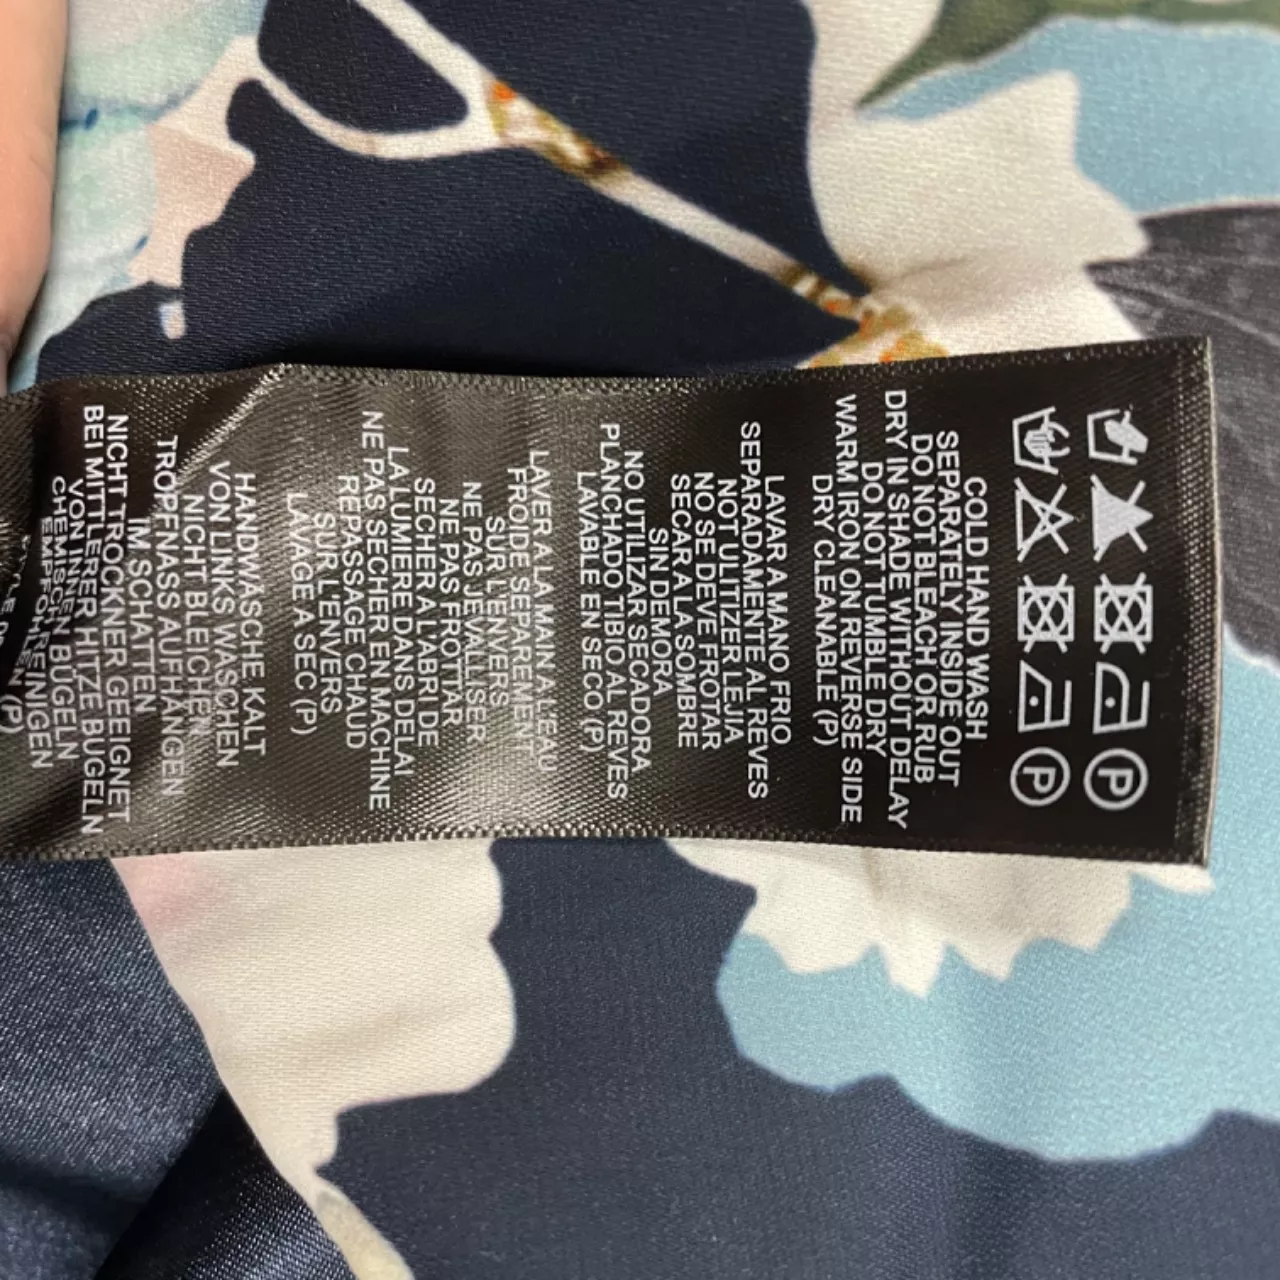 COLD HAND WASH
SEPARATELY INSIDE OUT
DO NOT BLEACH OR RUB
DRY IN SHADE WITHOUT DELAY
DO NOT TUMBLE DRY
WARM IRON ON REVERSE SIDE
DRY CLEANABLE (P)
LAVAR A MANO FRIO
SEPARADAMENTE AL REVES
NOT ULITIZER LEJIA
NO SE DEVE FROTAR
SECAR A LA SOMBRE
SIN DEMORA
NO UTILIZAR SECADORA
PLANCHADO TIBIO AL REVES
LAVABLE EN SECO (P)
LAVER A LA MAIN A L'EAU
FROIDE SEPAREMENT
SUR L'ENVERS
NE PAS JEVALLISER
NE PAS FROTTAR
SECHER A L'ABRI DE
LA LUMIERE DANS DELAI
NE PAS SECHER EN MACHINE
REPASSAGE CHAUD
SUR L'ENVERS
LAVAGE A SEC (P)
HANDWÄSCHE KALT
VON LINKS WASCHEN
NICHT BLEICHEN
TROPFNASS AUFHÄNGEN
IM SCHATTEN
NICHT TROCKNER GEEIGNET
BEI MITTLERER HITZE BÜGELN
VON INNEN BÜGELN
CHEMISCH REINIGEN
EMPFOHLEN (P)